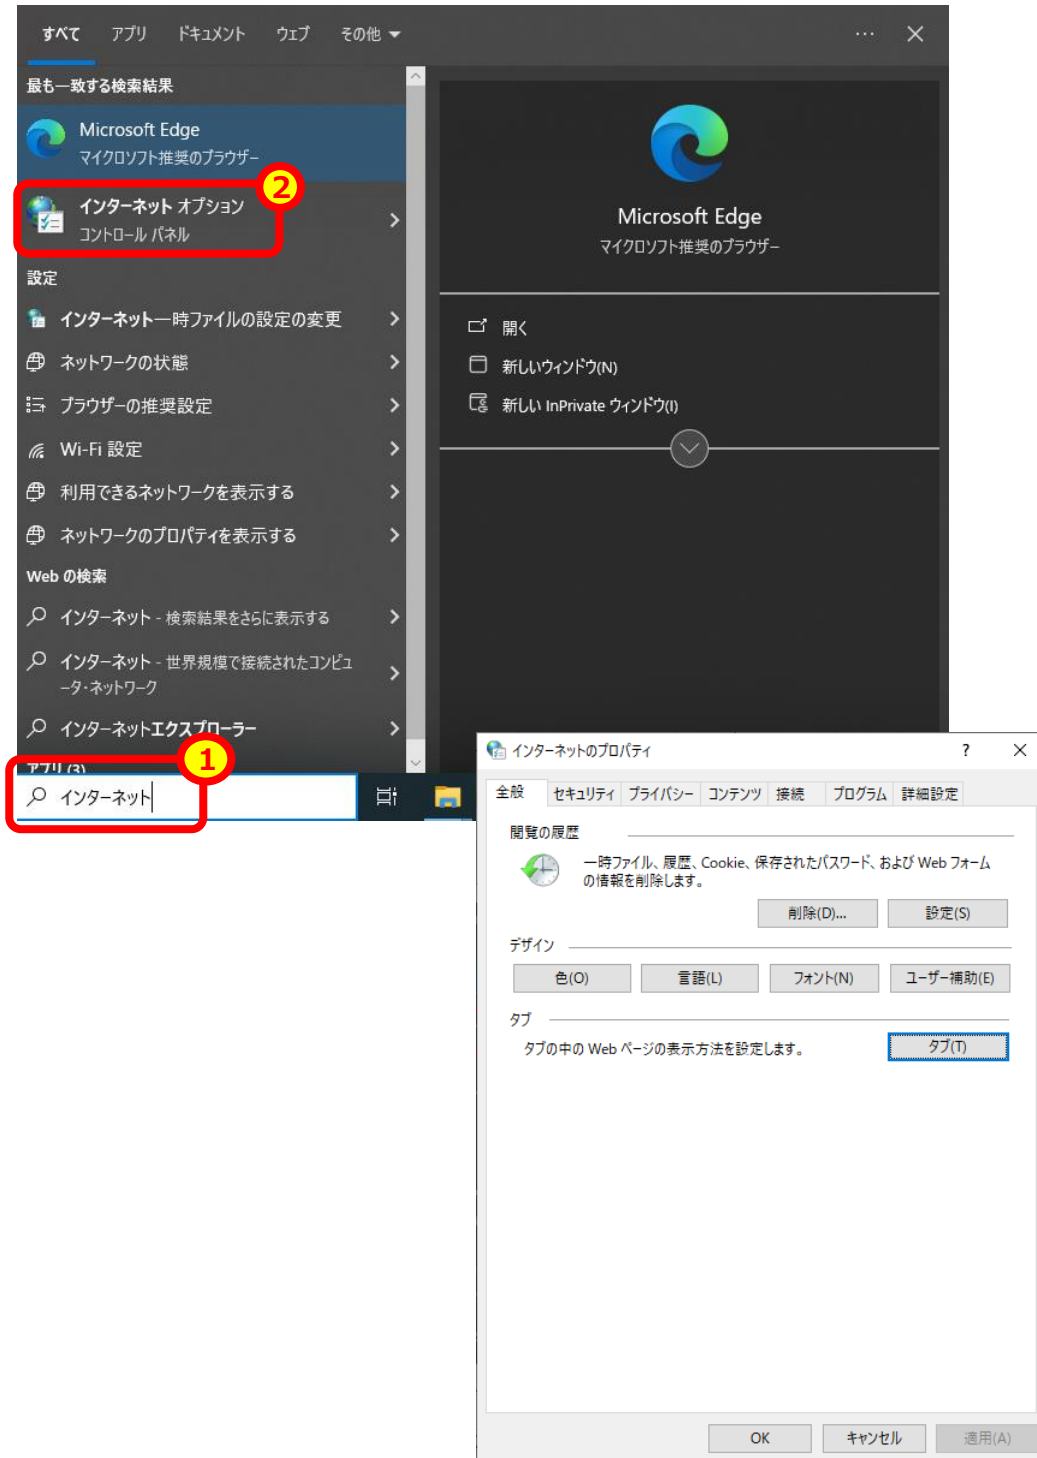 すべて アプリ ドキュメント ウェブ その他 ··· ×
最も一致する検索結果
Microsoft Edge
マイクロソフト推奨のブラウザー
2
インターネット オプション
コントロール パネル
設定
インターネット一時ファイルの設定の変更
ネットワークの状態
ブラウザーの推奨設定
Wi-Fi 設定
利用できるネットワークを表示する
ネットワークのプロパティを表示する
Web の検索
インターネット - 検索結果をさらに表示する
インターネット - 世界規模で接続されたコンピュ
ータ・ネットワーク
インターネットエクスプローラー
アプリ (3)
1
インターネット
Microsoft Edge
マイクロソフト推奨のブラウザー
開く
新しいウィンドウ(N)
新しい InPrivate ウィンドウ(I)
インターネットのプロパティ ? ×
全般 セキュリティ プライバシー コンテンツ 接続 プログラム 詳細設定
閲覧の履歴
一時ファイル、履歴、Cookie、保存されたパスワード、および Web フォーム
の情報を削除します。
削除(D)... 設定(S)
デザイン
色(O) 言語(L) フォント(N) ユーザー補助(E)
タブ
タブの中の Web ページの表示方法を設定します。 タブ(T)
OK キャンセル 適用(A)